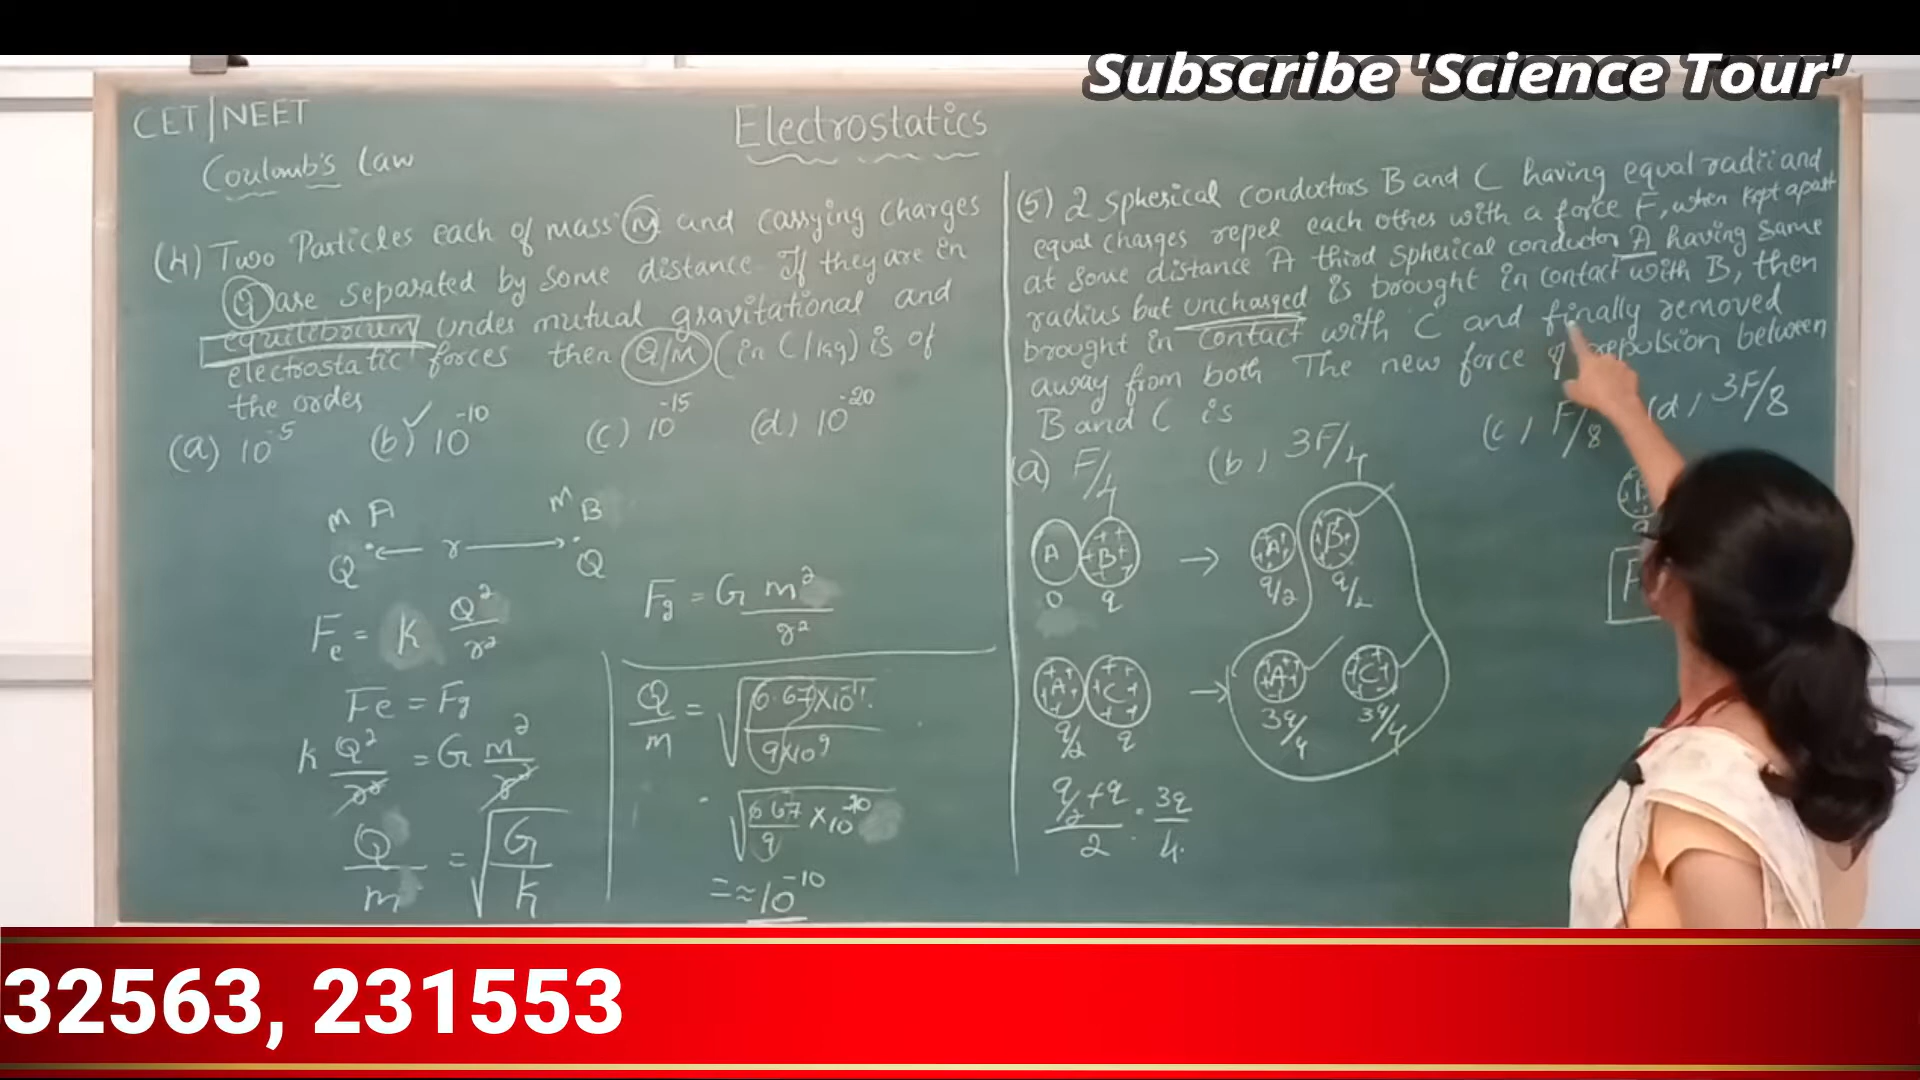 Subscribe 'Science Tour'
CET/NEET
Electrostatics
Coulomb's Law
(4) Two Particles each of mass M and carrying charges
Q are separated by some distance If they are in
equilibrium under mutual gravitational and
electrostatic forces then Q/M (in C/kg) is of
the order
(a) 10^-5 (b) ✓ 10^-10 (c) 10^-15 (d) 10^-20
m A m B
Q ← r → Q
Fe = K Q²/r²
Fg = G m²/r²
Fe = Fg
k Q²/r² = G m²/r²
Q/m = √(G/k)
Q/m = √(6.67×10^-11/9×10^9)
√(6.67/9 × 10^-20)
= ≈ 10^-10
(5) 2 Spherical conductors B and C having equal radii and
equal charges repel each other with a force F, when kept apart
at some distance A third spherical conductor A having same
radius but uncharged is brought in contact with B, then
brought in contact with C and finally removed
away from both The new force repulsion between
B and C is
(a) F/4 (b) 3F/4 (c) F/8 (d) 3F/8
A B → A B
0 q q/2 q/2
A C → A C
q/2 q 3q/4 3q/4
(q/2 + q)/2 = 3q/4
32563, 231553